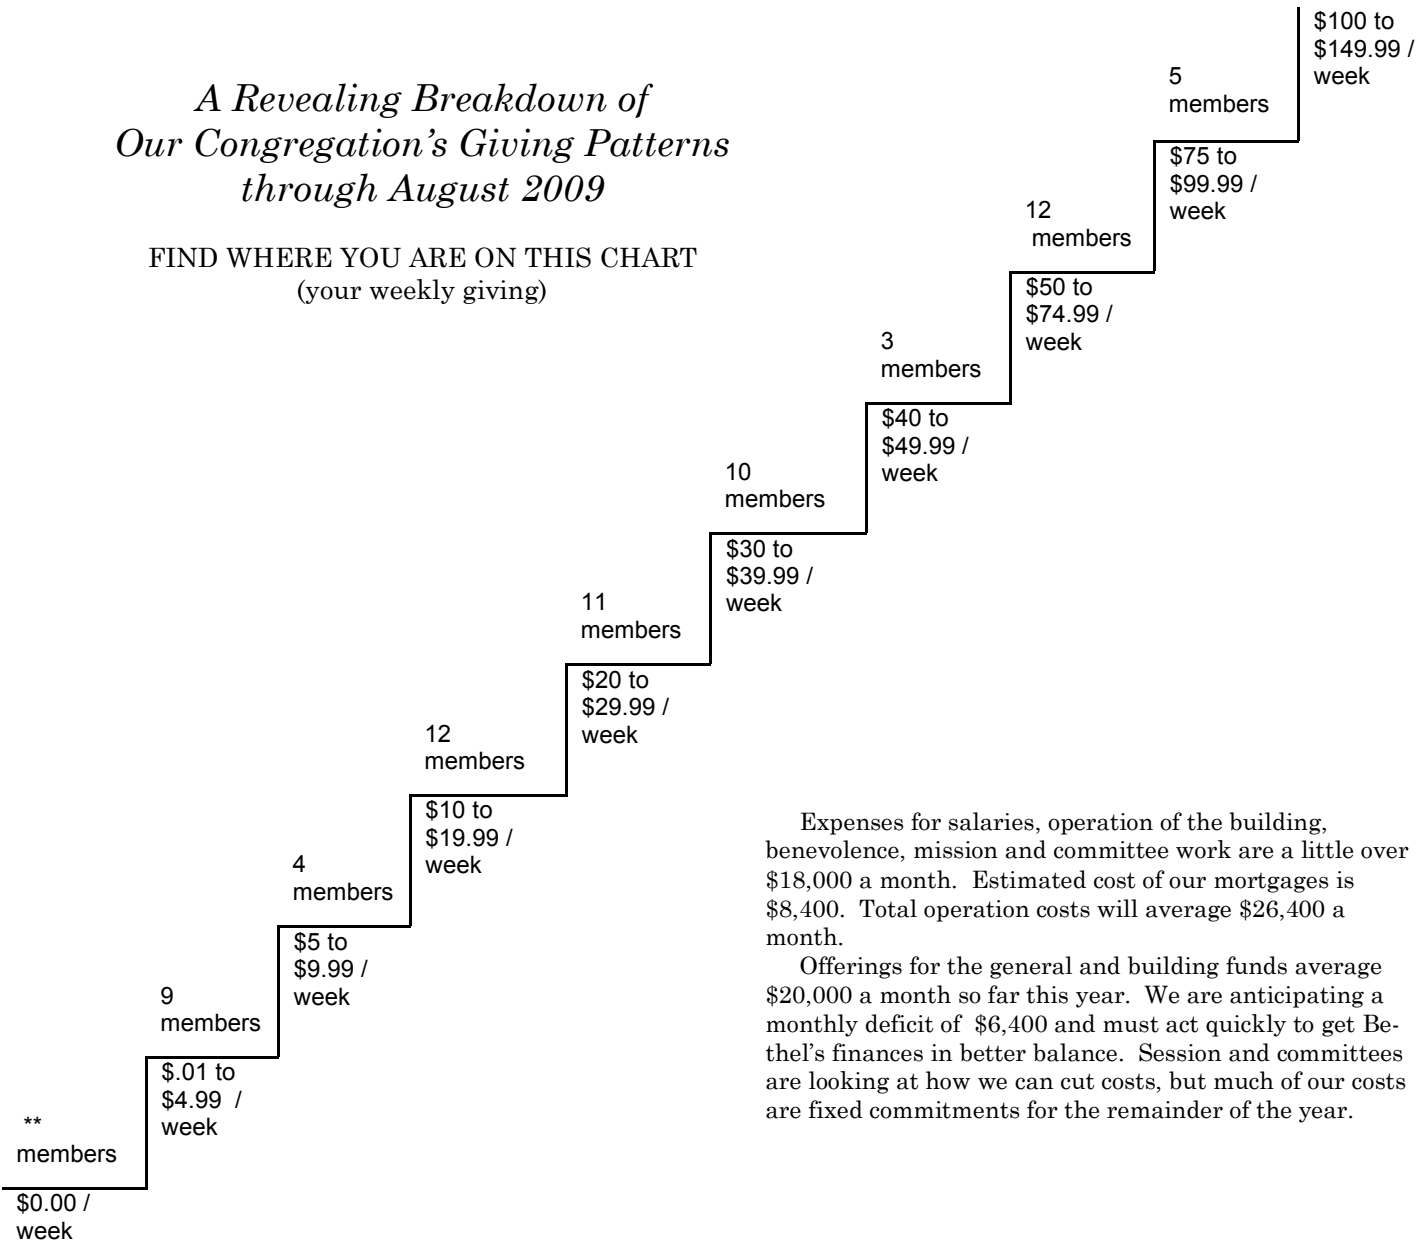 A Revealing Breakdown of
Our Congregation’s Giving Patterns
through August 2009
FIND WHERE YOU ARE ON THIS CHART
(your weekly giving)
$100 to
$149.99 /
week
5
members
$75 to
$99.99 /
week
12
members
$50 to
$74.99 /
week
3
members
$40 to
$49.99 /
week
10
members
$30 to
$39.99 /
week
11
members
$20 to
$29.99 /
week
12
members
$10 to
$19.99 /
week
4
members
$5 to
$9.99 /
week
9
members
$.01 to
$4.99 /
week
**
members
$0.00 /
week
Expenses for salaries, operation of the building,
benevolence, mission and committee work are a little over
$18,000 a month. Estimated cost of our mortgages is
$8,400. Total operation costs will average $26,400 a
month.
Offerings for the general and building funds average
$20,000 a month so far this year. We are anticipating a
monthly deficit of $6,400 and must act quickly to get Be-
thel’s finances in better balance. Session and committees
are looking at how we can cut costs, but much of our costs
are fixed commitments for the remainder of the year.